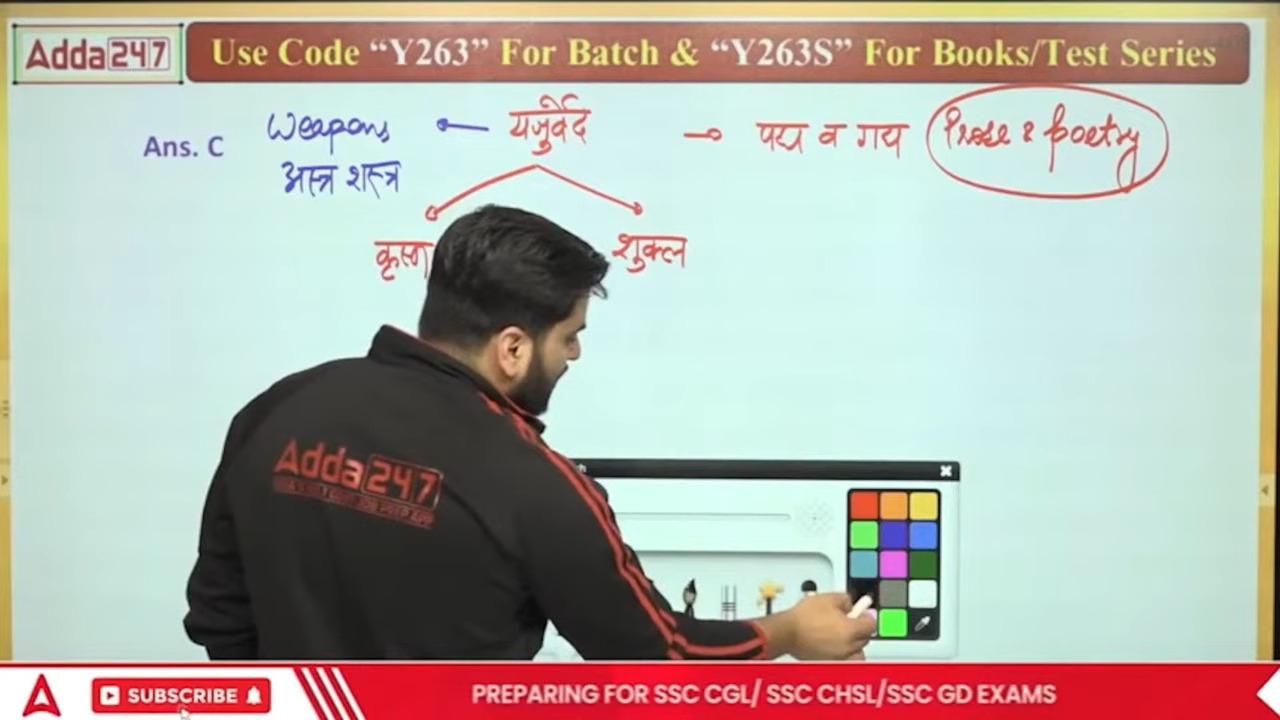 Adda247
Use Code “Y263” For Batch & “Y263S” For Books/Test Series
Ans. C
Weapons
यजुर्वेद
पद्य व गद्य
Prose & Poetry
अस्त्र शस्त्र
कृष्ण
शुक्ल
Adda247
SUBSCRIBE
PREPARING FOR SSC CGL/ SSC CHSL/SSC GD EXAMS